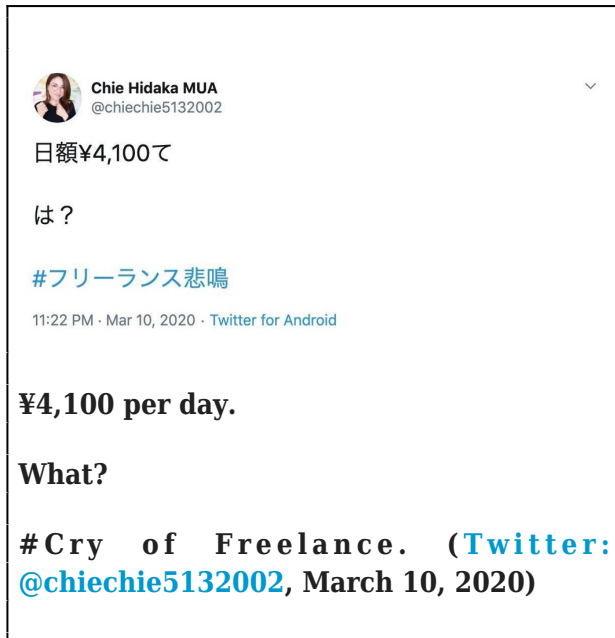 Chie Hidaka MUA
@chiechie5132002
日額¥4,100て
は？
#フリーランス悲鳴
11:22 PM · Mar 10, 2020 · Twitter for Android
¥4,100 per day.
What?
#Cry of Freelance. (Twitter:
@chiechie5132002, March 10, 2020)